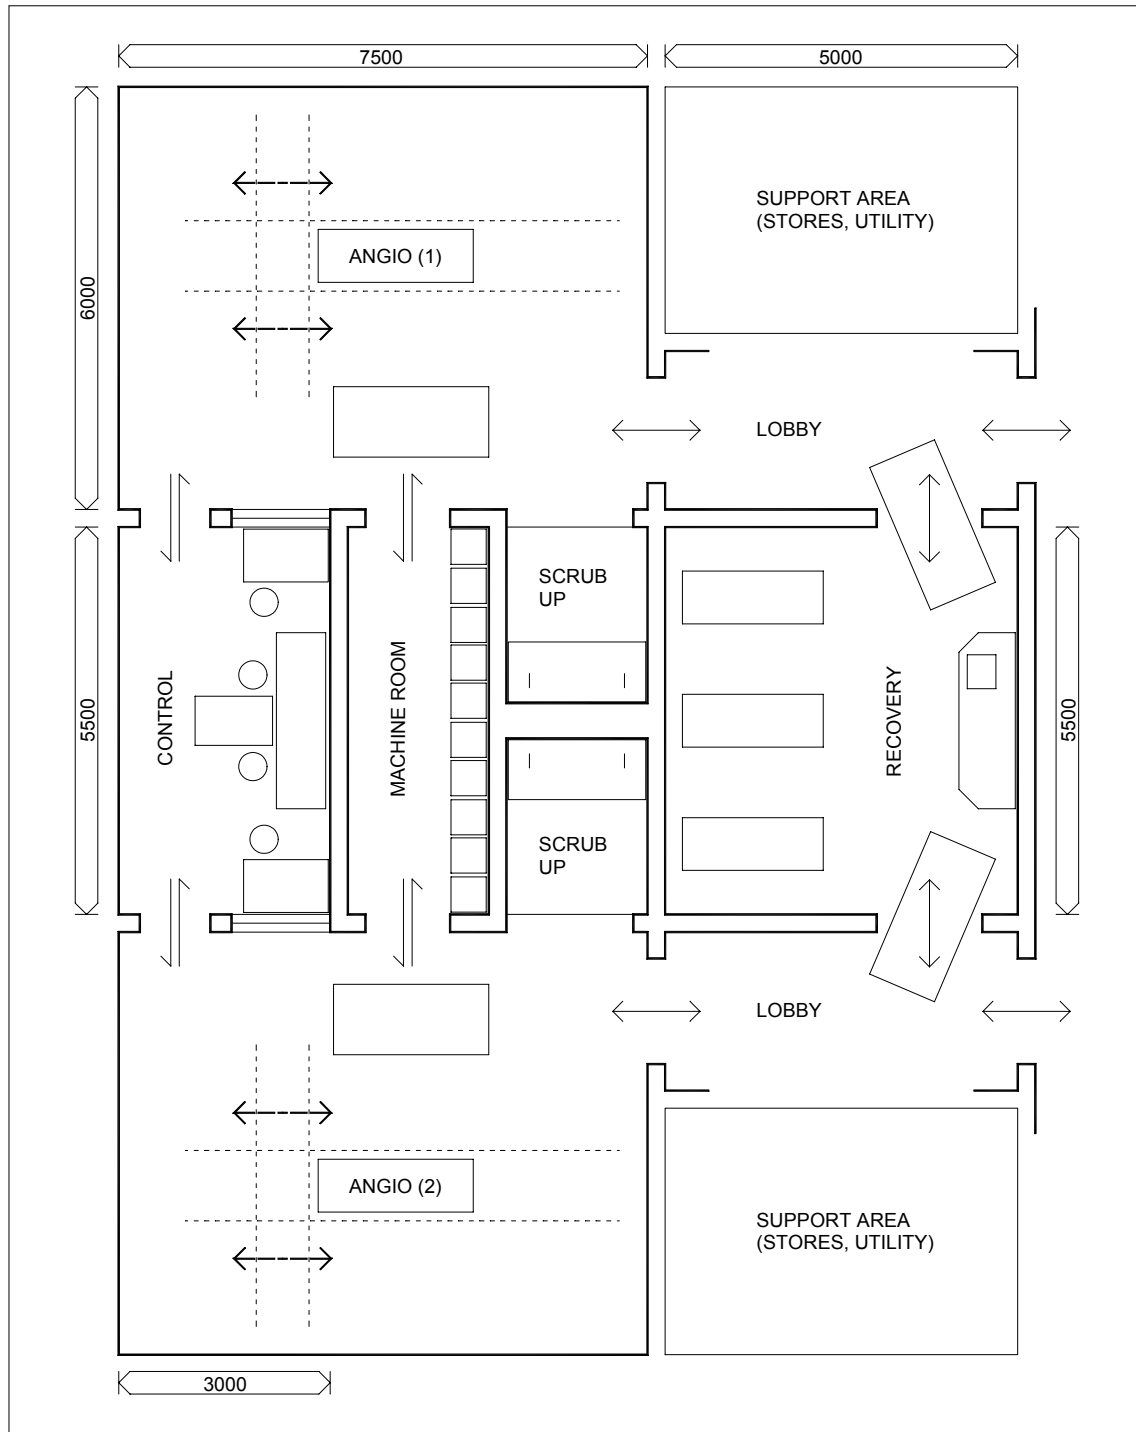 7500
5000
6000
SUPPORT AREA
(STORES, UTILITY)
ANGIO (1)
LOBBY
5500
CONTROL
MACHINE ROOM
SCRUB
UP
SCRUB
UP
RECOVERY
5500
LOBBY
ANGIO (2)
SUPPORT AREA
(STORES, UTILITY)
3000